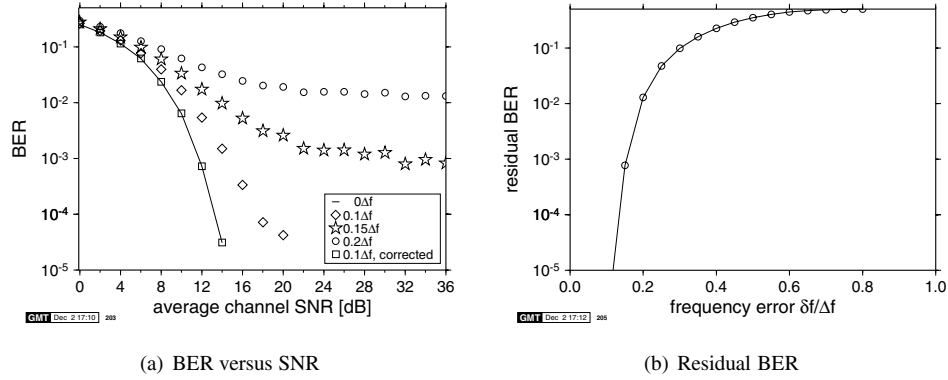 BER
10^-1
10^-2
10^-3
10^-4
10^-5
0 4 8 12 16 20 24 28 32 36
average channel SNR [dB]
0Δf
0.1Δf
0.15Δf
0.2Δf
0.1Δf, corrected
GMT Dec 2 17:10 203
(a) BER versus SNR
residual BER
10^-1
10^-2
10^-3
10^-4
10^-5
0.0 0.2 0.4 0.6 0.8 1.0
frequency error δf/Δf
GMT Dec 2 17:12 205
(b) Residual BER